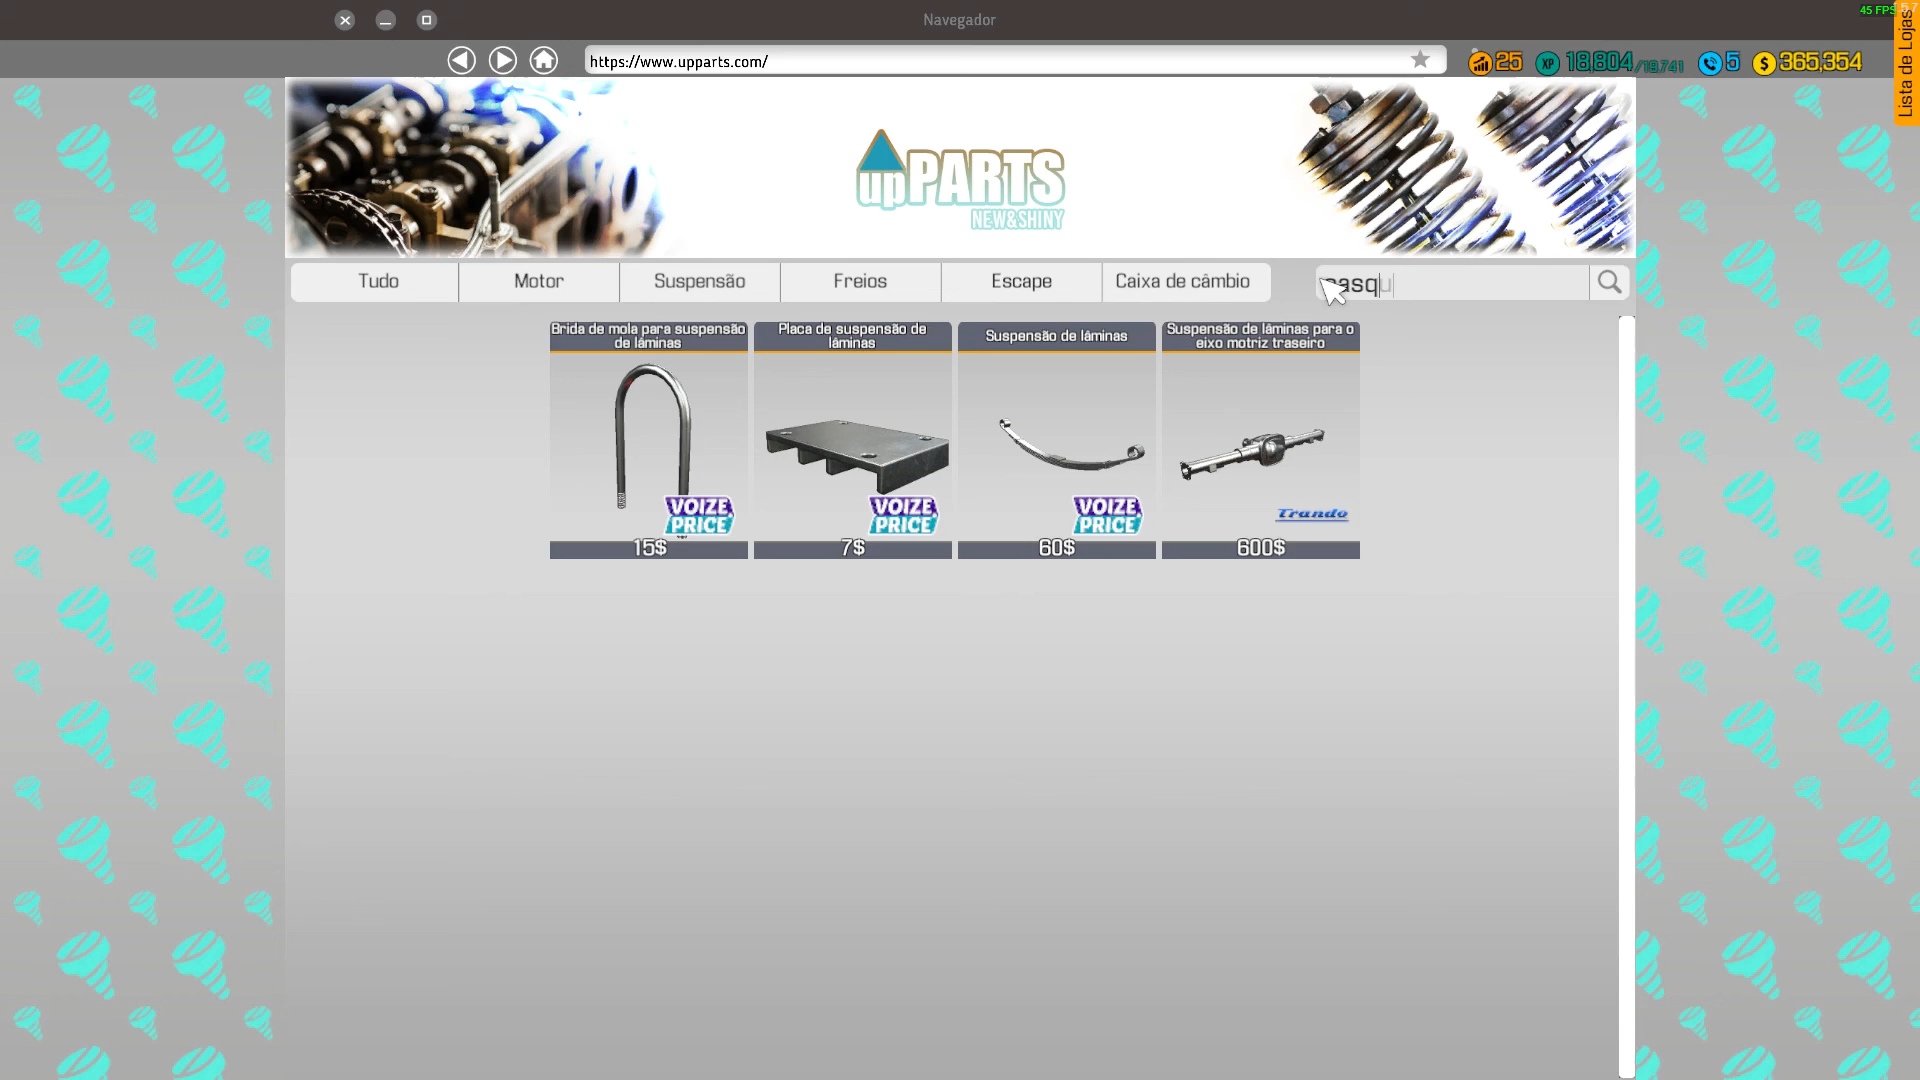 Navegador
45 FPS
Lista de Lojas
https://www.upparts.com/
25
XP
18,804/19,741
5
$
365,354
upPARTS
NEW&SHINY
Tudo
Motor
Suspensão
Freios
Escape
Caixa de câmbio
Brida de mola para suspensão
de lâminas
VOIZE
PRICE
15$
Placa de suspensão de
lâminas
VOIZE
PRICE
7$
Suspensão de lâminas
VOIZE
PRICE
60$
Suspensão de lâminas para o
eixo motriz traseiro
Trando
600$